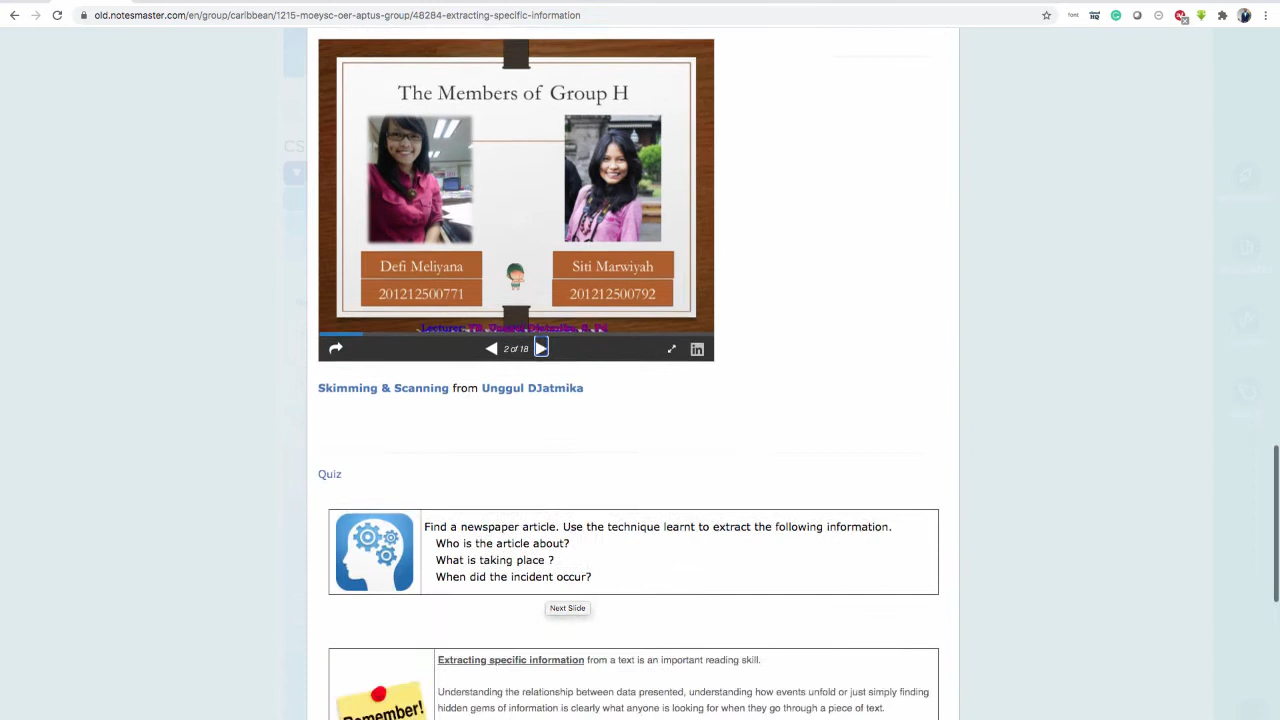 old.notesmaster.com/en/group/caribbean/1215-moeysc-oer-aptus-group/48284-extracting-specific-information
The Members of Group H
Defi Meliyana
Siti Marwiyah
201212500771
201212500792
Lecturer:
2 of 18
Skimming & Scanning from Unggul DJatmika
Quiz
Find a newspaper article. Use the technique learnt to extract the following information.
Who is the article about?
What is taking place ?
When did the incident occur?
Next Slide
Extracting specific information from a text is an important reading skill.
Remember!
Understanding the relationship between data presented, understanding how events unfold or just simply finding
hidden gems of information is clearly what anyone is looking for when they go through a piece of text.